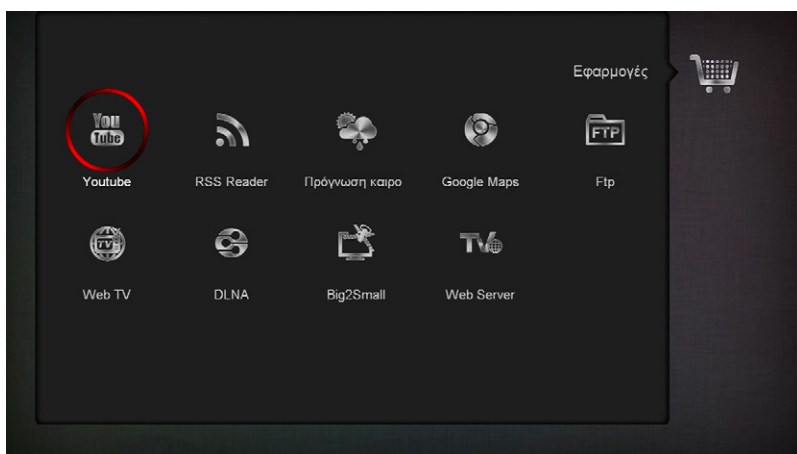 Εφαρμογές
You
Tube
FTP
Youtube
RSS Reader
Πρόγνωση καιρο
Google Maps
Ftp
TV
TV
Web TV
DLNA
Big2Small
Web Server